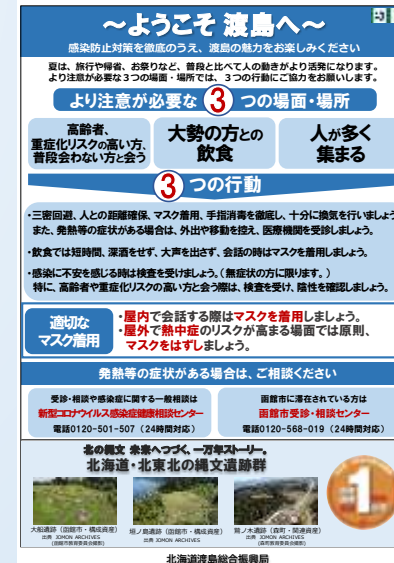 ～ようこそ 渡島へ～
感染防止対策を徹底のうえ、渡島の魅力をお楽しみください
夏は、旅行や帰省、お祭りなど、普段と比べて人の動きがより活発になります。
より注意が必要な３つの場面・場所では、３つの行動にご協力をお願いします。
より注意が必要な 3 つの場面・場所
高齢者、
重症化リスクの高い方、
普段会わない方と会う
大勢の方との
飲食
人が多く
集まる
3 つの行動
・三密回避、人との距離確保、マスク着用、手指消毒を徹底し、十分に換気を行いましょう
また、発熱等の症状がある場合は、外出や移動を控え、医療機関を受診しましょう。
・飲食では短時間、深酒をせず、大声を出さず、会話の時はマスクを着用しましょう。
・感染に不安を感じる時は検査を受けましょう。（無症状の方に限ります。）
特に、高齢者や重症化リスクの高い方と会う際は、検査を受け、陰性を確認しましょう。
適切な
マスク着用
・屋内で会話する際はマスクを着用しましょう。
・屋外で熱中症のリスクが高まる場面では原則、
マスクをはずしましょう。
発熱等の症状がある場合は、ご相談ください
受診・相談や感染症に関する一般相談は
新型コロナウイルス感染症健康相談センター
電話0120-501-507（24時間対応）
函館市に滞在されている方は
函館市受診・相談センター
電話0120-568-019（24時間対応）
北の縄文 未来へつづく、一万年ストーリー。
北海道・北東北の縄文遺跡群
大船遺跡（函館市・構成資産）
出典 JOMON ARCHIVES
（函館市教育委員会撮影）
垣ノ島遺跡（函館市・構成資産）
出典 JOMON ARCHIVES
鷲ノ木遺跡（森町・関連資産）
出典 JOMON ARCHIVES
（森町教育委員会撮影）
1
北海道渡島総合振興局